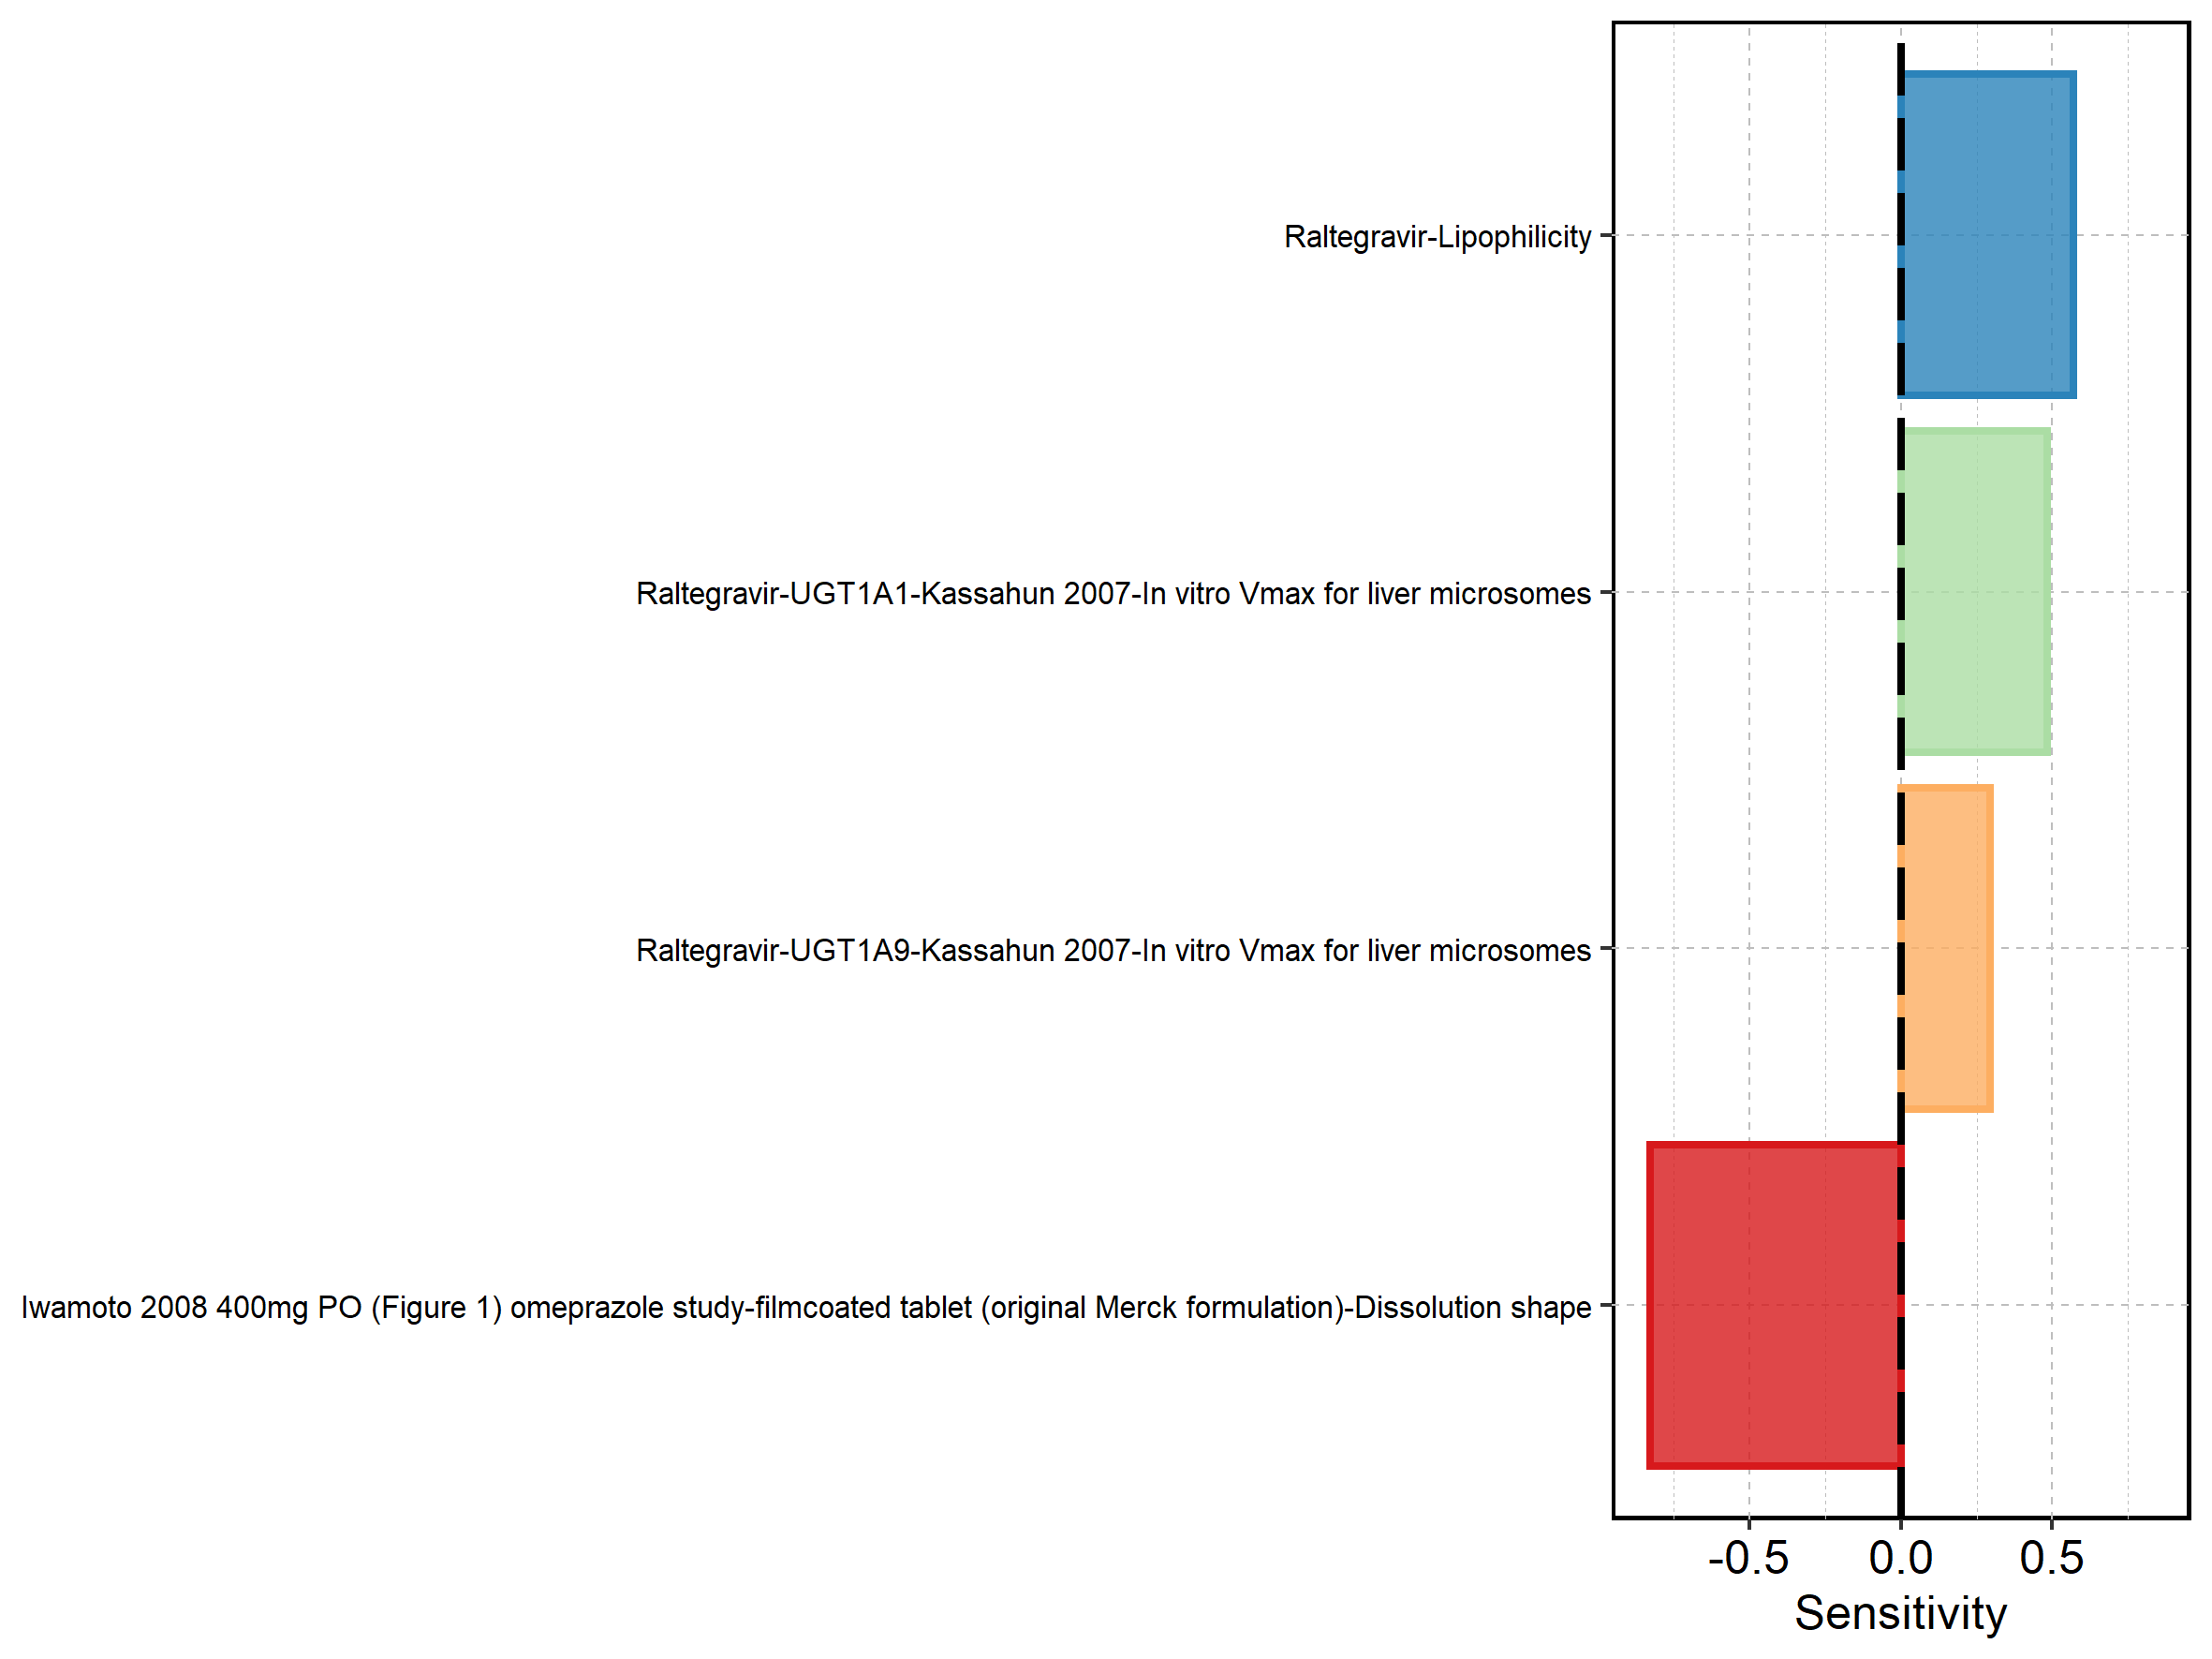 Raltegravir-Lipophilicity
Raltegravir-UGT1A1-Kassahun 2007-In vitro Vmax for liver microsomes
Raltegravir-UGT1A9-Kassahun 2007-In vitro Vmax for liver microsomes
Iwamoto 2008 400mg PO (Figure 1) omeprazole study-filmcoated tablet (original Merck formulation)-Dissolution shape
-0.5 0.0 0.5
Sensitivity